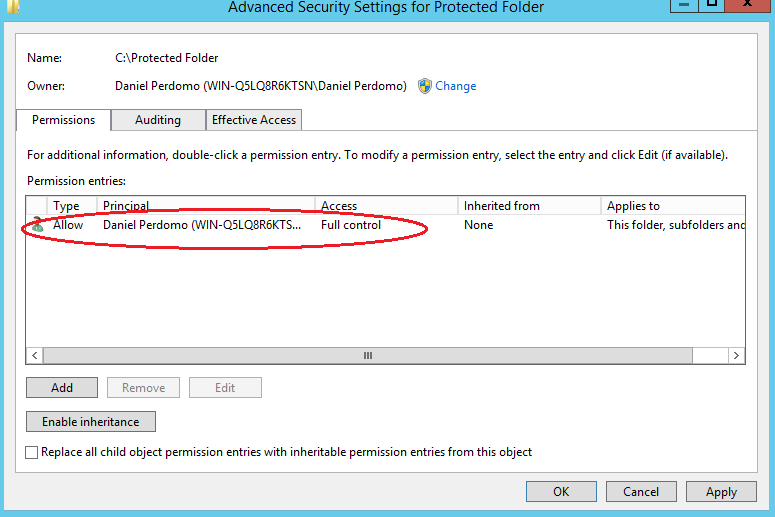 Advanced Security Settings for Protected Folder
Name: C:\Protected Folder
Owner: Daniel Perdomo (WIN-Q5LQ8R6KTSN\Daniel Perdomo) Change
Permissions Auditing Effective Access
For additional information, double-click a permission entry. To modify a permission entry, select the entry and click Edit (if available).
Permission entries:
Type Principal Access Inherited from Applies to
Allow Daniel Perdomo (WIN-Q5LQ8R6KTS... Full control None This folder, subfolders and
Add Remove Edit
Enable inheritance
Replace all child object permission entries with inheritable permission entries from this object
OK Cancel Apply